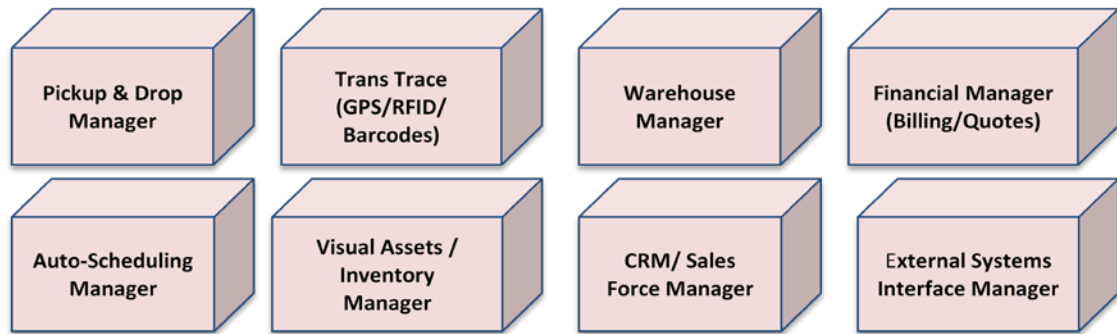 Pickup & Drop
Manager
Trans Trace
(GPS/RFID/
Barcodes)
Warehouse
Manager
Financial Manager
(Billing/Quotes)
Auto-Scheduling
Manager
Visual Assets /
Inventory
Manager
CRM/ Sales
Force Manager
External Systems
Interface Manager